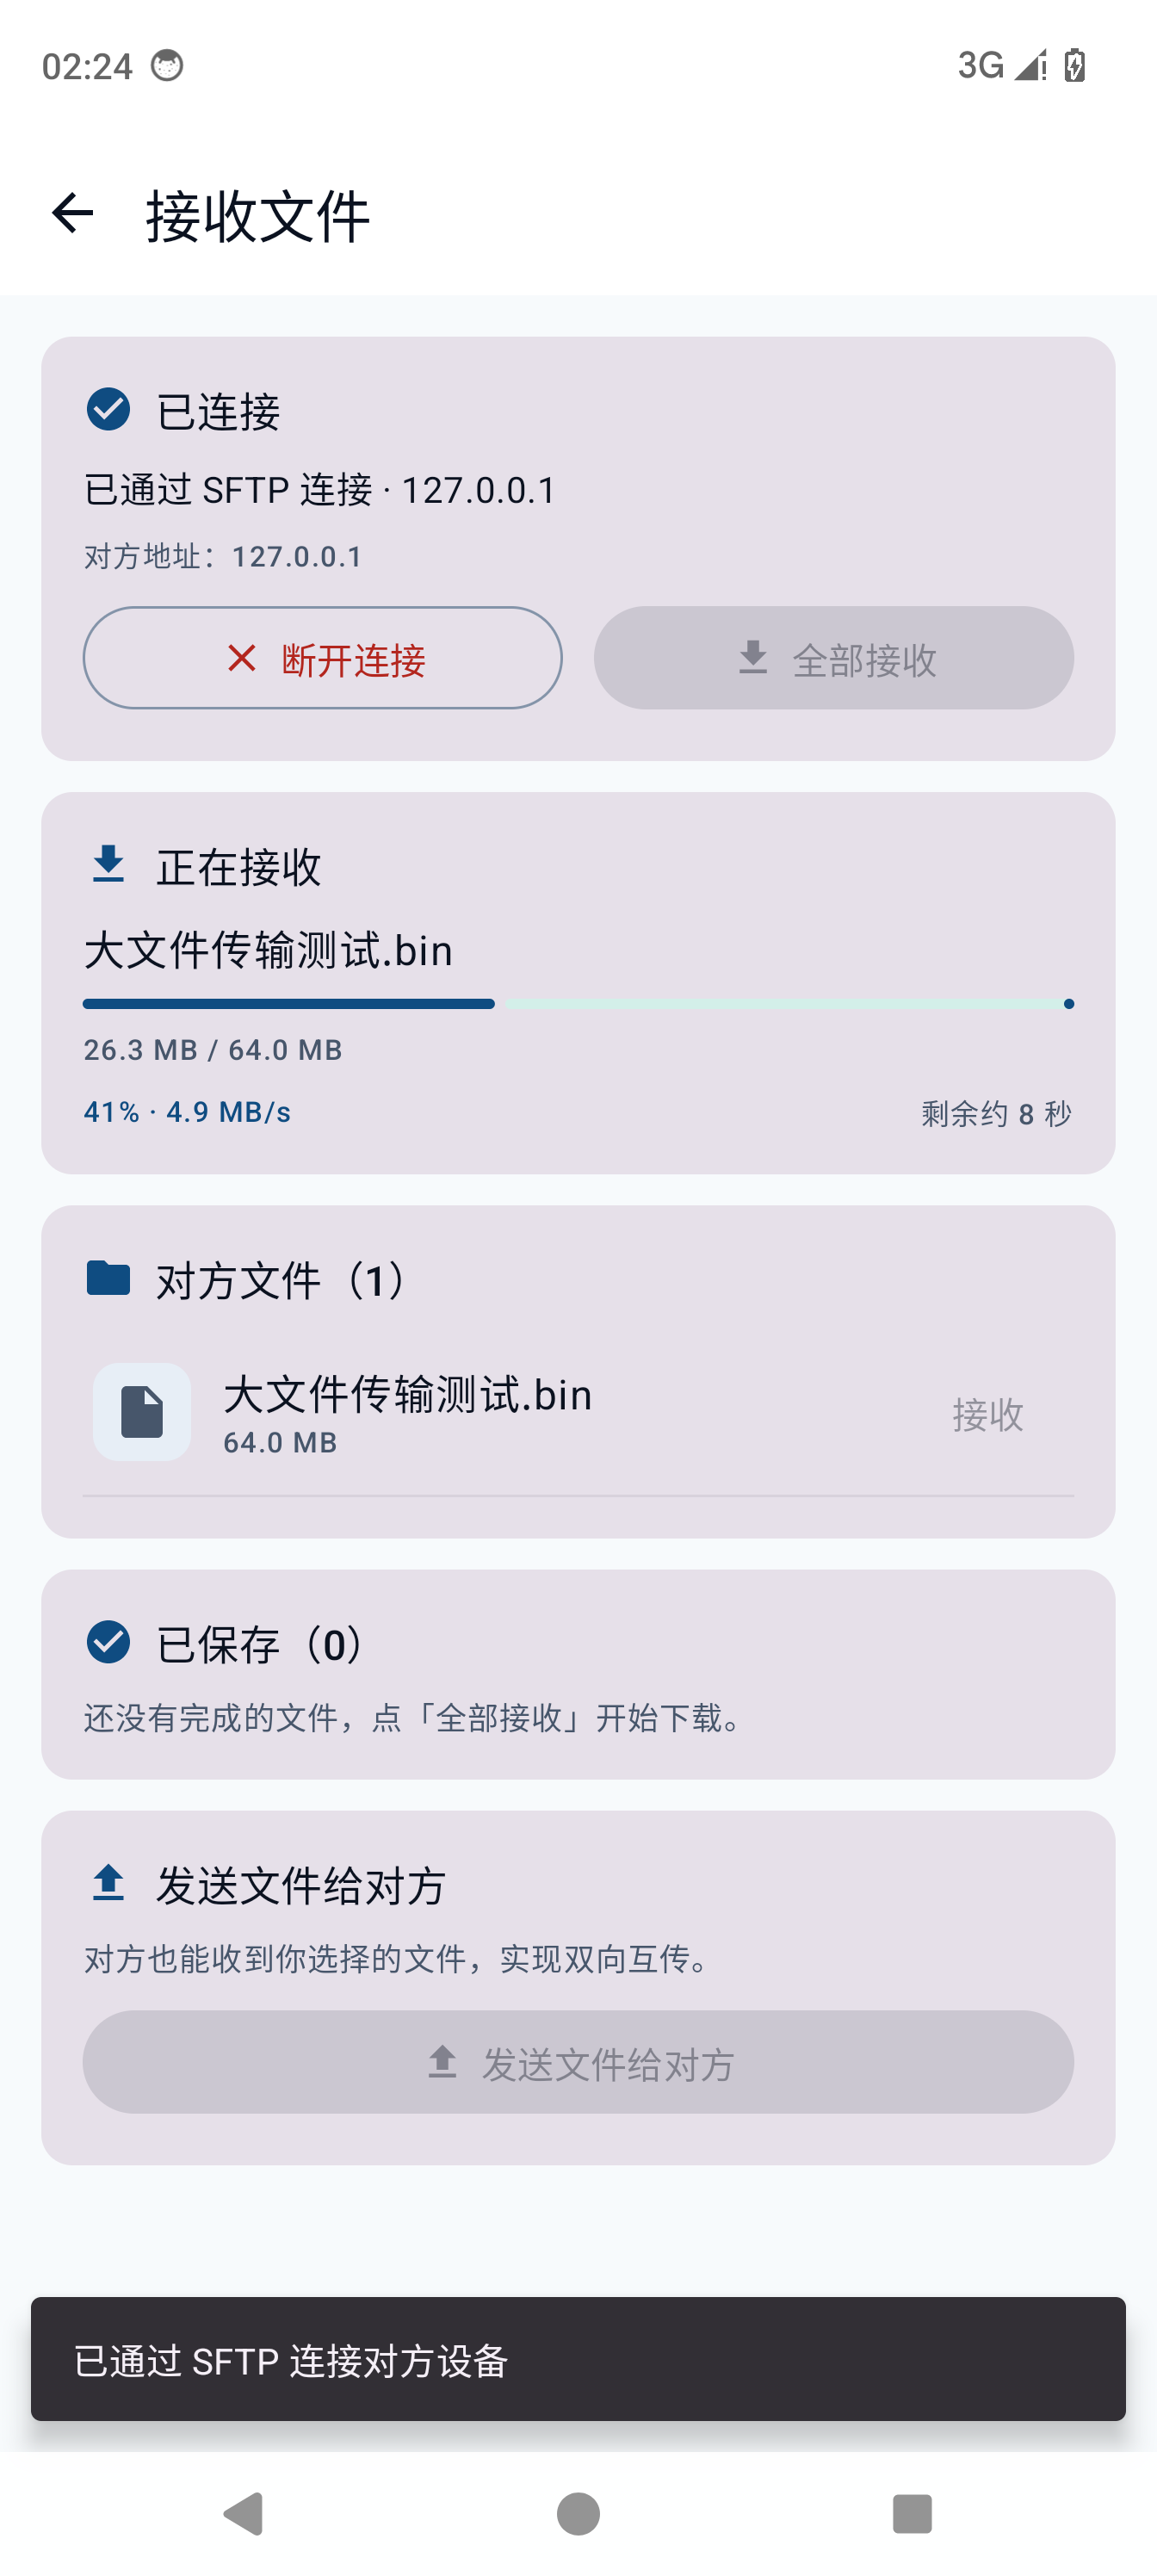 02:24
3G
接收文件
已连接
已通过 SFTP 连接 · 127.0.0.1
对方地址：127.0.0.1
断开连接
全部接收
正在接收
大文件传输测试.bin
26.3 MB / 64.0 MB
41% · 4.9 MB/s
剩余约 8 秒
对方文件（1）
大文件传输测试.bin
64.0 MB
接收
已保存（0）
还没有完成的文件，点「全部接收」开始下载。
发送文件给对方
对方也能收到你选择的文件，实现双向互传。
发送文件给对方
已通过 SFTP 连接对方设备